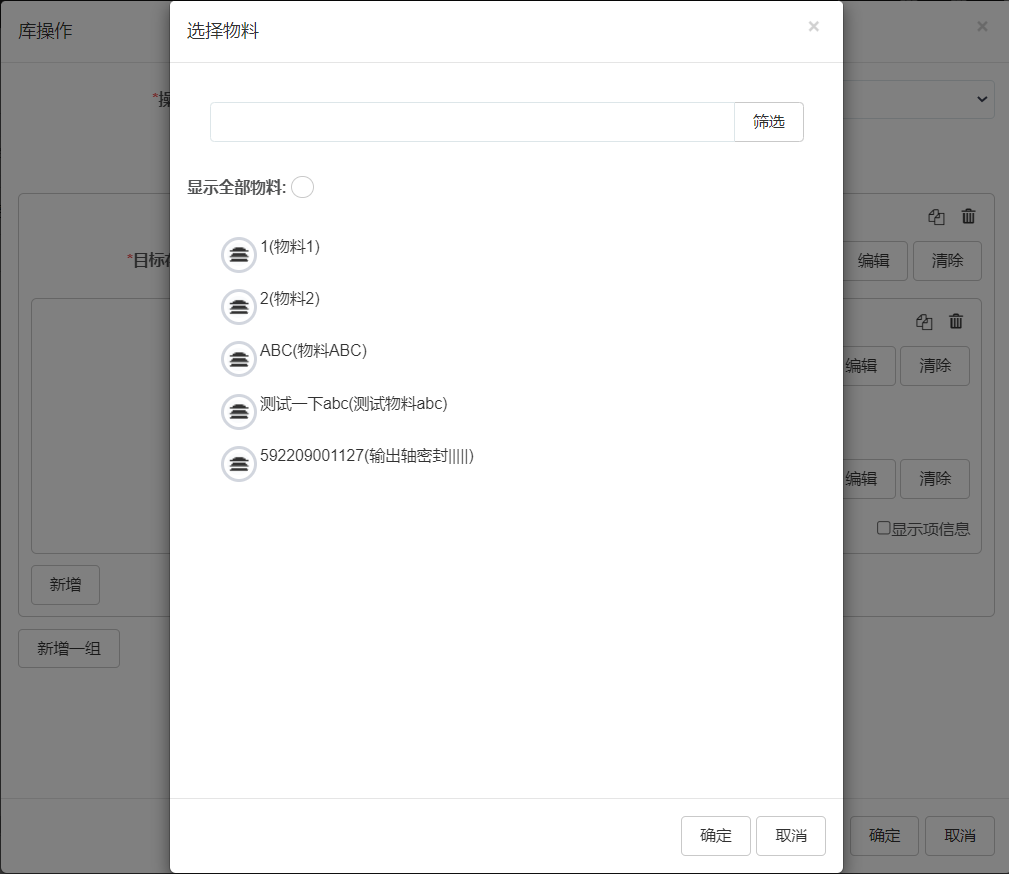 库操作
选择物料
×
×
*操
筛选
显示全部物料:
*目标在
编辑
清除
1(物料1)
2(物料2)
ABC(物料ABC)
编辑
清除
测试一下abc(测试物料abc)
592209001127(输出轴密封|||||)
编辑
清除
显示项信息
新增
新增一组
确定
取消
确定
取消